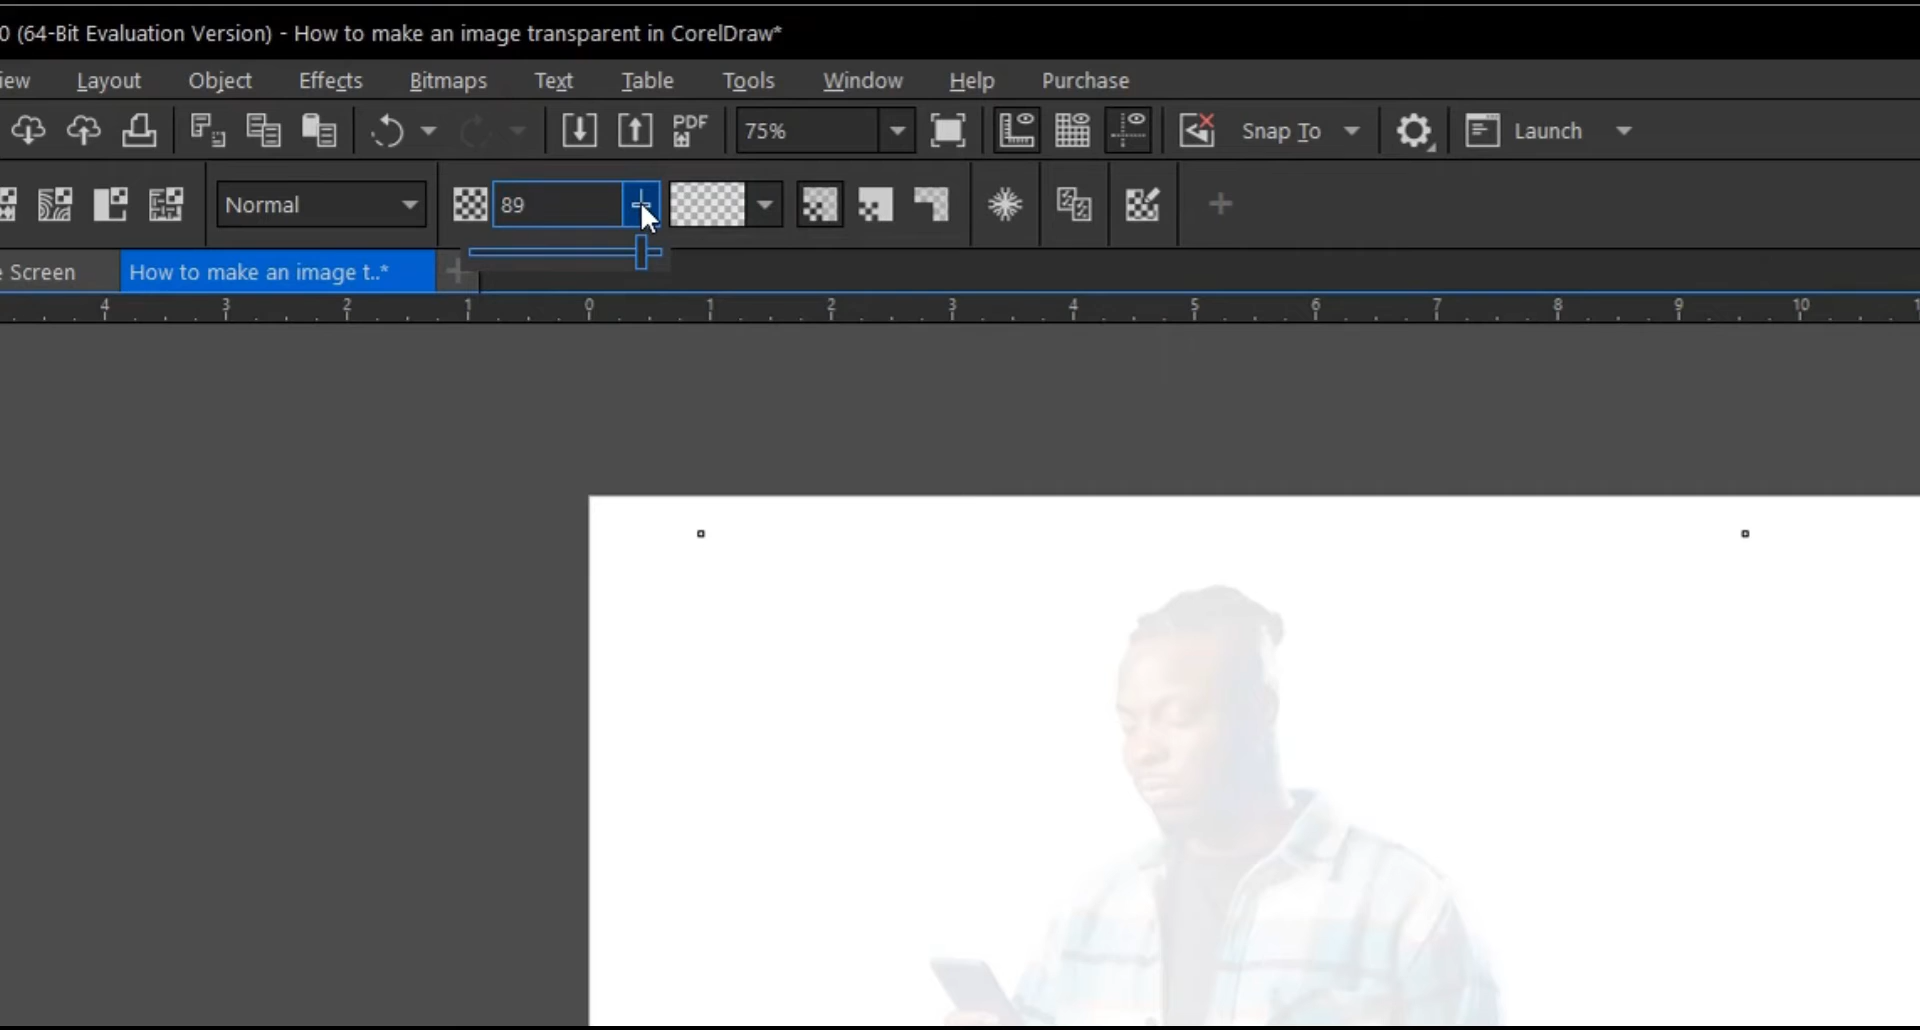 0 (64-Bit Evaluation Version) - How to make an image transparent in CorelDraw*
iew Layout Object Effects Bitmaps Text Table Tools Window Help Purchase
PDF 75% Snap To Launch
Normal 89
e Screen How to make an image t..*
4 3 2 1 0 1 2 3 4 5 6 7 8 9 10 1